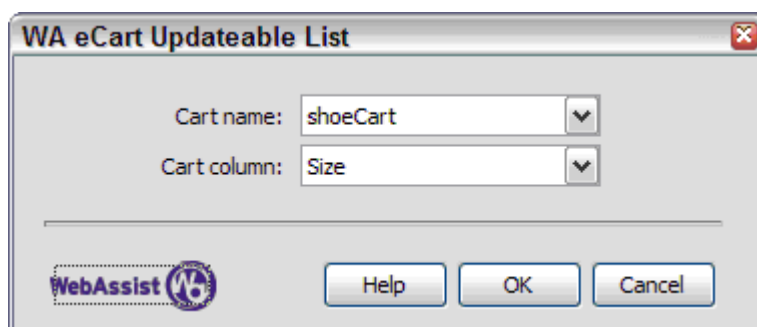 WA eCart Updateable List
Cart name: shoeCart
Cart column: Size
WebAssist Help OK Cancel